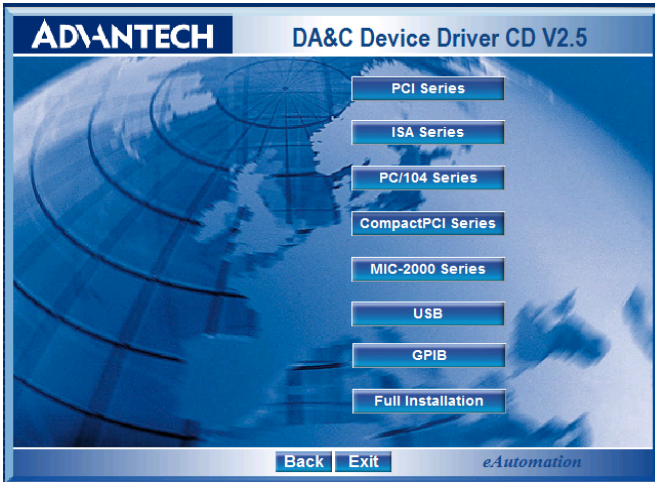 ADVANTECH DA&C Device Driver CD V2.5
PCI Series
ISA Series
PC/104 Series
CompactPCI Series
MIC-2000 Series
USB
GPIB
Full Installation
Back Exit eAutomation